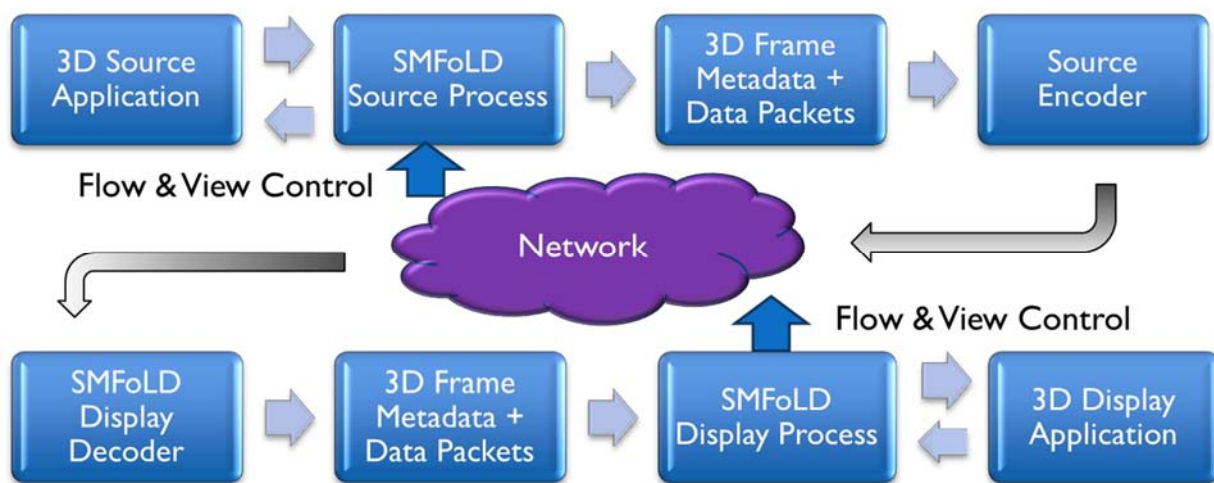 3D Source
Application
SMFoLD
Source Process
3D Frame
Metadata +
Data Packets
Source
Encoder
Flow & View Control
Network
Flow & View Control
SMFoLD
Display
Decoder
3D Frame
Metadata +
Data Packets
SMFoLD
Display Process
3D Display
Application